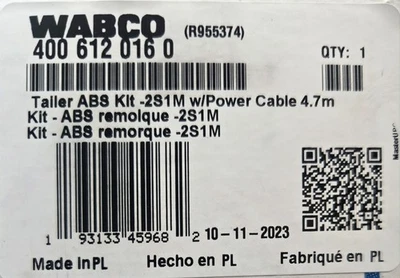 WABCO (R955374)
400 612 016 0 QTY: 1
Tailer ABS Kit -2S1M w/Power Cable 4.7m
Kit - ABS remolque -2S1M
Kit - ABS remorque -2S1M
1 93133 45968 2 10-11-2023
Made in PL Hecho en PL Fabriqué en PL